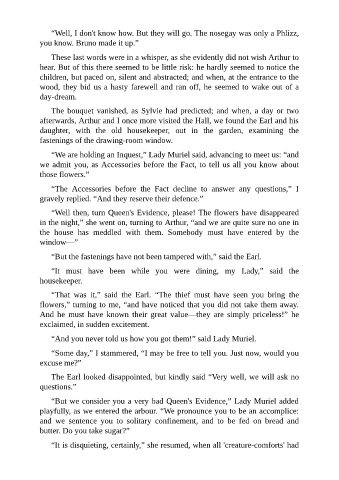 “Well, I don't know how. But they will go. The nosegay was only a Phlizz,
you know. Bruno made it up.”
These last words were in a whisper, as she evidently did not wish Arthur to
hear. But of this there seemed to be little risk: he hardly seemed to notice the
children, but paced on, silent and abstracted; and when, at the entrance to the
wood, they bid us a hasty farewell and ran off, he seemed to wake out of a
day-dream.
The bouquet vanished, as Sylvie had predicted; and when, a day or two
afterwards, Arthur and I once more visited the Hall, we found the Earl and his
daughter, with the old housekeeper, out in the garden, examining the
fastenings of the drawing-room window.
“We are holding an Inquest,” Lady Muriel said, advancing to meet us: “and
we admit you, as Accessories before the Fact, to tell us all you know about
those flowers.”
“The Accessories before the Fact decline to answer any questions,” I
gravely replied. “And they reserve their defence.”
“Well then, turn Queen's Evidence, please! The flowers have disappeared
in the night,” she went on, turning to Arthur, “and we are quite sure no one in
the house has meddled with them. Somebody must have entered by the
window—”
“But the fastenings have not been tampered with,” said the Earl.
“It must have been while you were dining, my Lady,” said the
housekeeper.
“That was it,” said the Earl. “The thief must have seen you bring the
flowers,” turning to me, “and have noticed that you did not take them away.
And he must have known their great value—they are simply priceless!” he
exclaimed, in sudden excitement.
“And you never told us how you got them!” said Lady Muriel.
“Some day,” I stammered, “I may be free to tell you. Just now, would you
excuse me?”
The Earl looked disappointed, but kindly said “Very well, we will ask no
questions.”
“But we consider you a very bad Queen's Evidence,” Lady Muriel added
playfully, as we entered the arbour. “We pronounce you to be an accomplice:
and we sentence you to solitary confinement, and to be fed on bread and
butter. Do you take sugar?”
“It is disquieting, certainly,” she resumed, when all 'creature-comforts' had